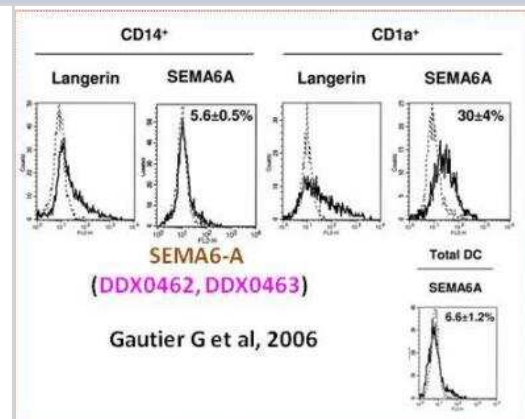 CD14⁺ CD1a⁺
Langerin SEMA6A Langerin SEMA6A
5.6±0.5% 30±4%
SEMA6-A
(DDX0462, DDX0463)
Gautier G et al, 2006
Total DC
SEMA6A
6.6±1.2%